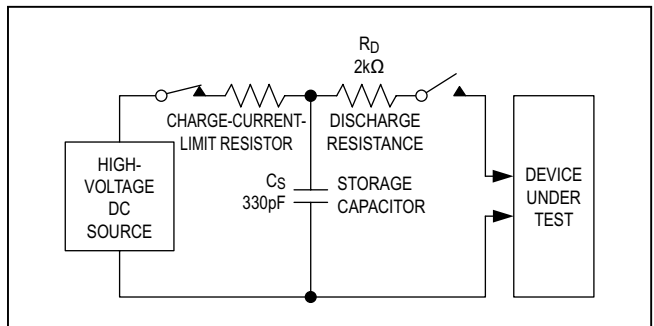 R_D
2kΩ
CHARGE-CURRENT-
LIMIT RESISTOR
DISCHARGE
RESISTANCE
HIGH-
VOLTAGE
DC
SOURCE
C_S
330pF
STORAGE
CAPACITOR
DEVICE
UNDER
TEST